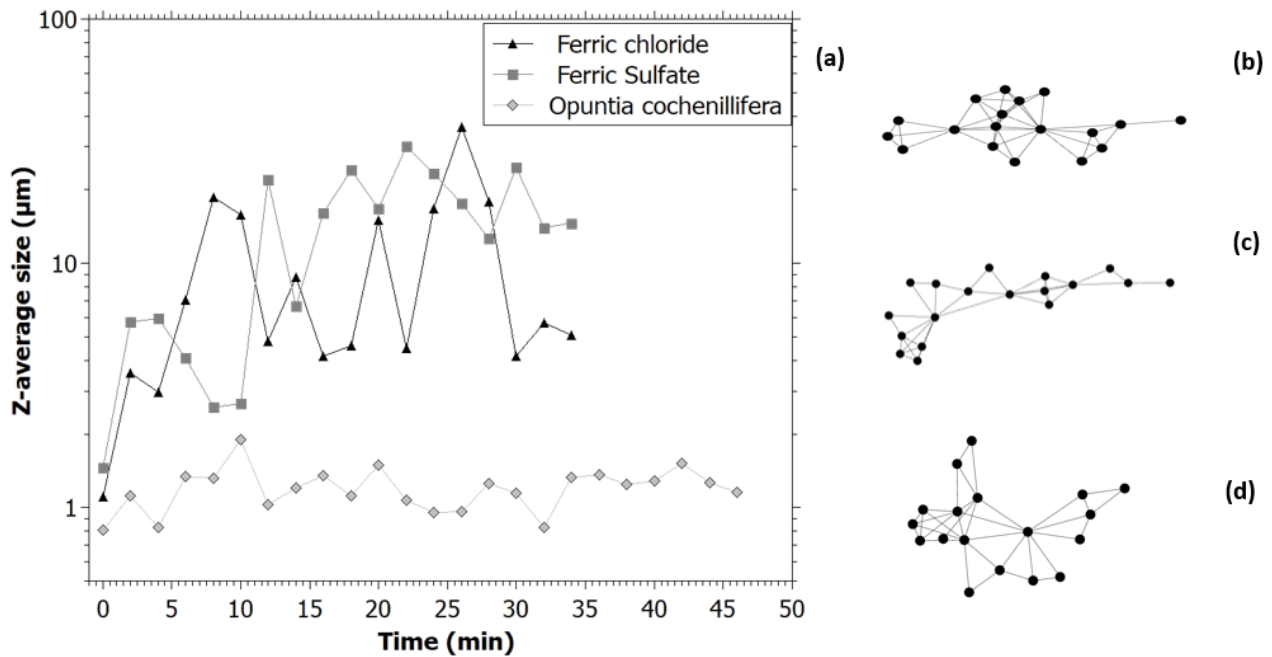 100
10
1
Z-average size (μm)
Ferric chloride
Ferric Sulfate
Opuntia cochenillifera
0 5 10 15 20 25 30 35 40 45 50
Time (min)
(a)
(b)
(c)
(d)